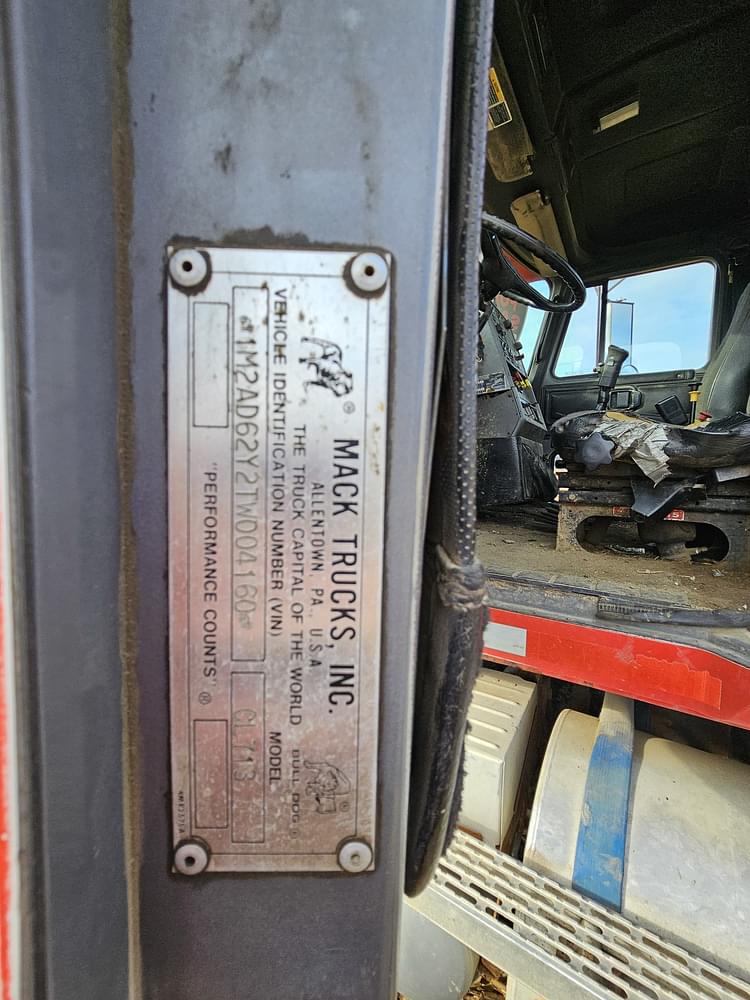 MACK TRUCKS, INC.
ALLENTOWN, PA., U.S.A.
THE TRUCK CAPITAL OF THE WORLD
BULLDOG®
VEHICLE IDENTIFICATION NUMBER (VIN)
MODEL
1M2AD62Y2TW004160
CL713
"PERFORMANCE COUNTS"®